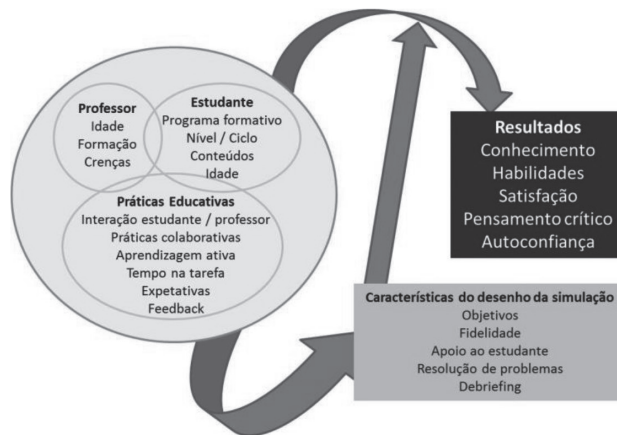 Professor
Idade
Formação
Crenças
Estudante
Programa formativo
Nível / Ciclo
Conteúdos
Idade
Práticas Educativas
Interação estudante / professor
Práticas colaborativas
Aprendizagem ativa
Tempo na tarefa
Expetativas
Feedback
Resultados
Conhecimento
Habilidades
Satisfação
Pensamento crítico
Autoconfiança
Características do desenho da simulação
Objetivos
Fidelidade
Apoio ao estudante
Resolução de problemas
Debriefing